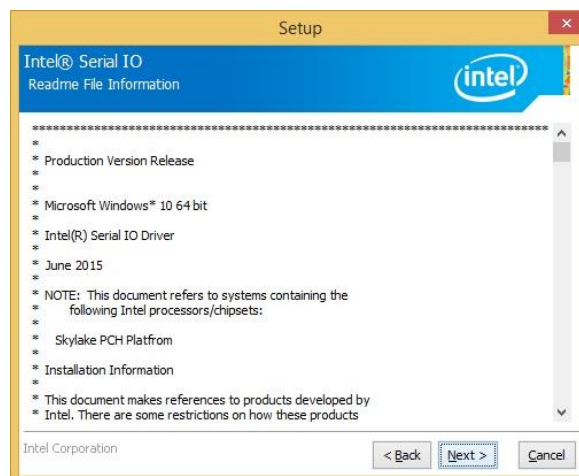 Setup
Intel® Serial IO
Readme File Information
intel
*******************************************************************************
*
* Production Version Release
*
*
* Microsoft Windows* 10 64 bit
*
* Intel(R) Serial IO Driver
*
* June 2015
*
* NOTE: This document refers to systems containing the
* following Intel processors/chipsets:
*
* Skylake PCH Platfrom
*
* Installation Information
*
* This document makes references to products developed by
* Intel. There are some restrictions on how these products
Intel Corporation
< Back
Next >
Cancel